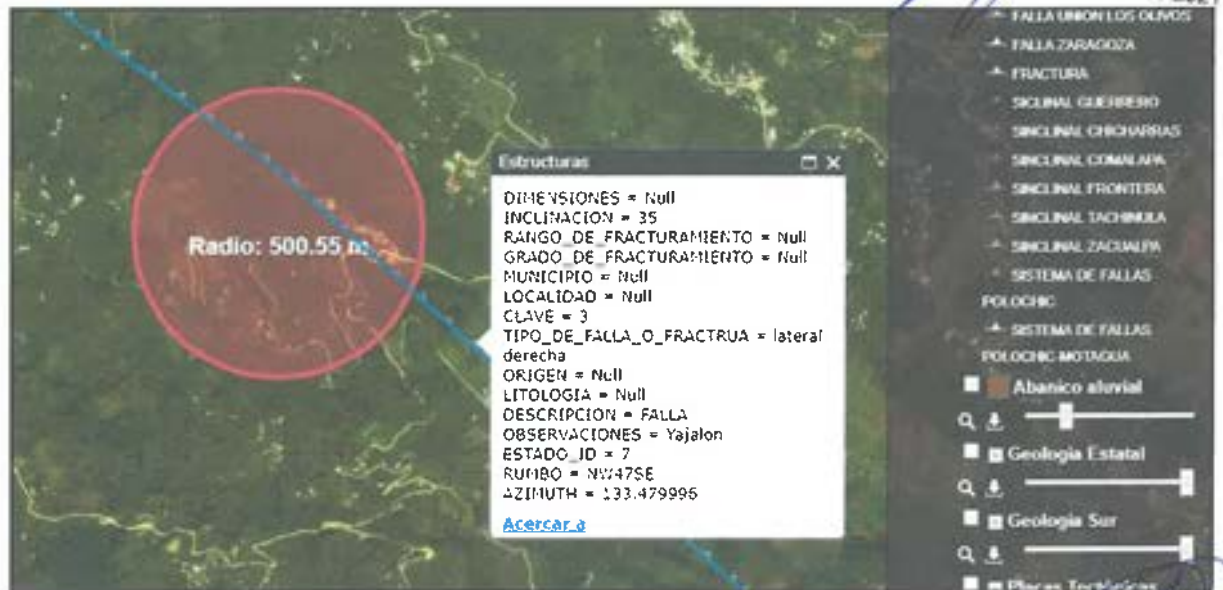 Radio: 500.55 m
Estructuras
DIMENSIONES = Null
INCLINACION = 35
RANGO_DE_FRACTURAMIENTO = Null
GRADO_DE_FRACTURAMIENTO = Null
MUNICIPIO = Null
LOCALIDAD = Null
CLAVE = 3
TIPO_DE_FALLA_O_FRACTRUA = lateral
derecha
ORIGEN = Null
LITOLOGIA = Null
DESCRIPCION = FALLA
OBSERVACIONES = Yajalon
ESTADO_ID = 7
RUMBO = NW47SE
AZIMUTH = 133.479996
Acercar a
FALLA UNION LOS OLIVOS
FALLA ZARAGOZA
FRACTURA
SICLINAL GUERRERO
SINCLINAL CHICHARRAS
SINCLINAL COMALAPA
SINCLINAL FRONTERA
SINCLINAL TACHINULA
SINCLINAL ZACUALPA
SISTEMA DE FALLAS
POLOCHIC
SISTEMA DE FALLAS
POLOCHIC-MOTAGUA
Abanico aluvial
Geologia Estatal
Geologia Sur
Placas Tectónicas